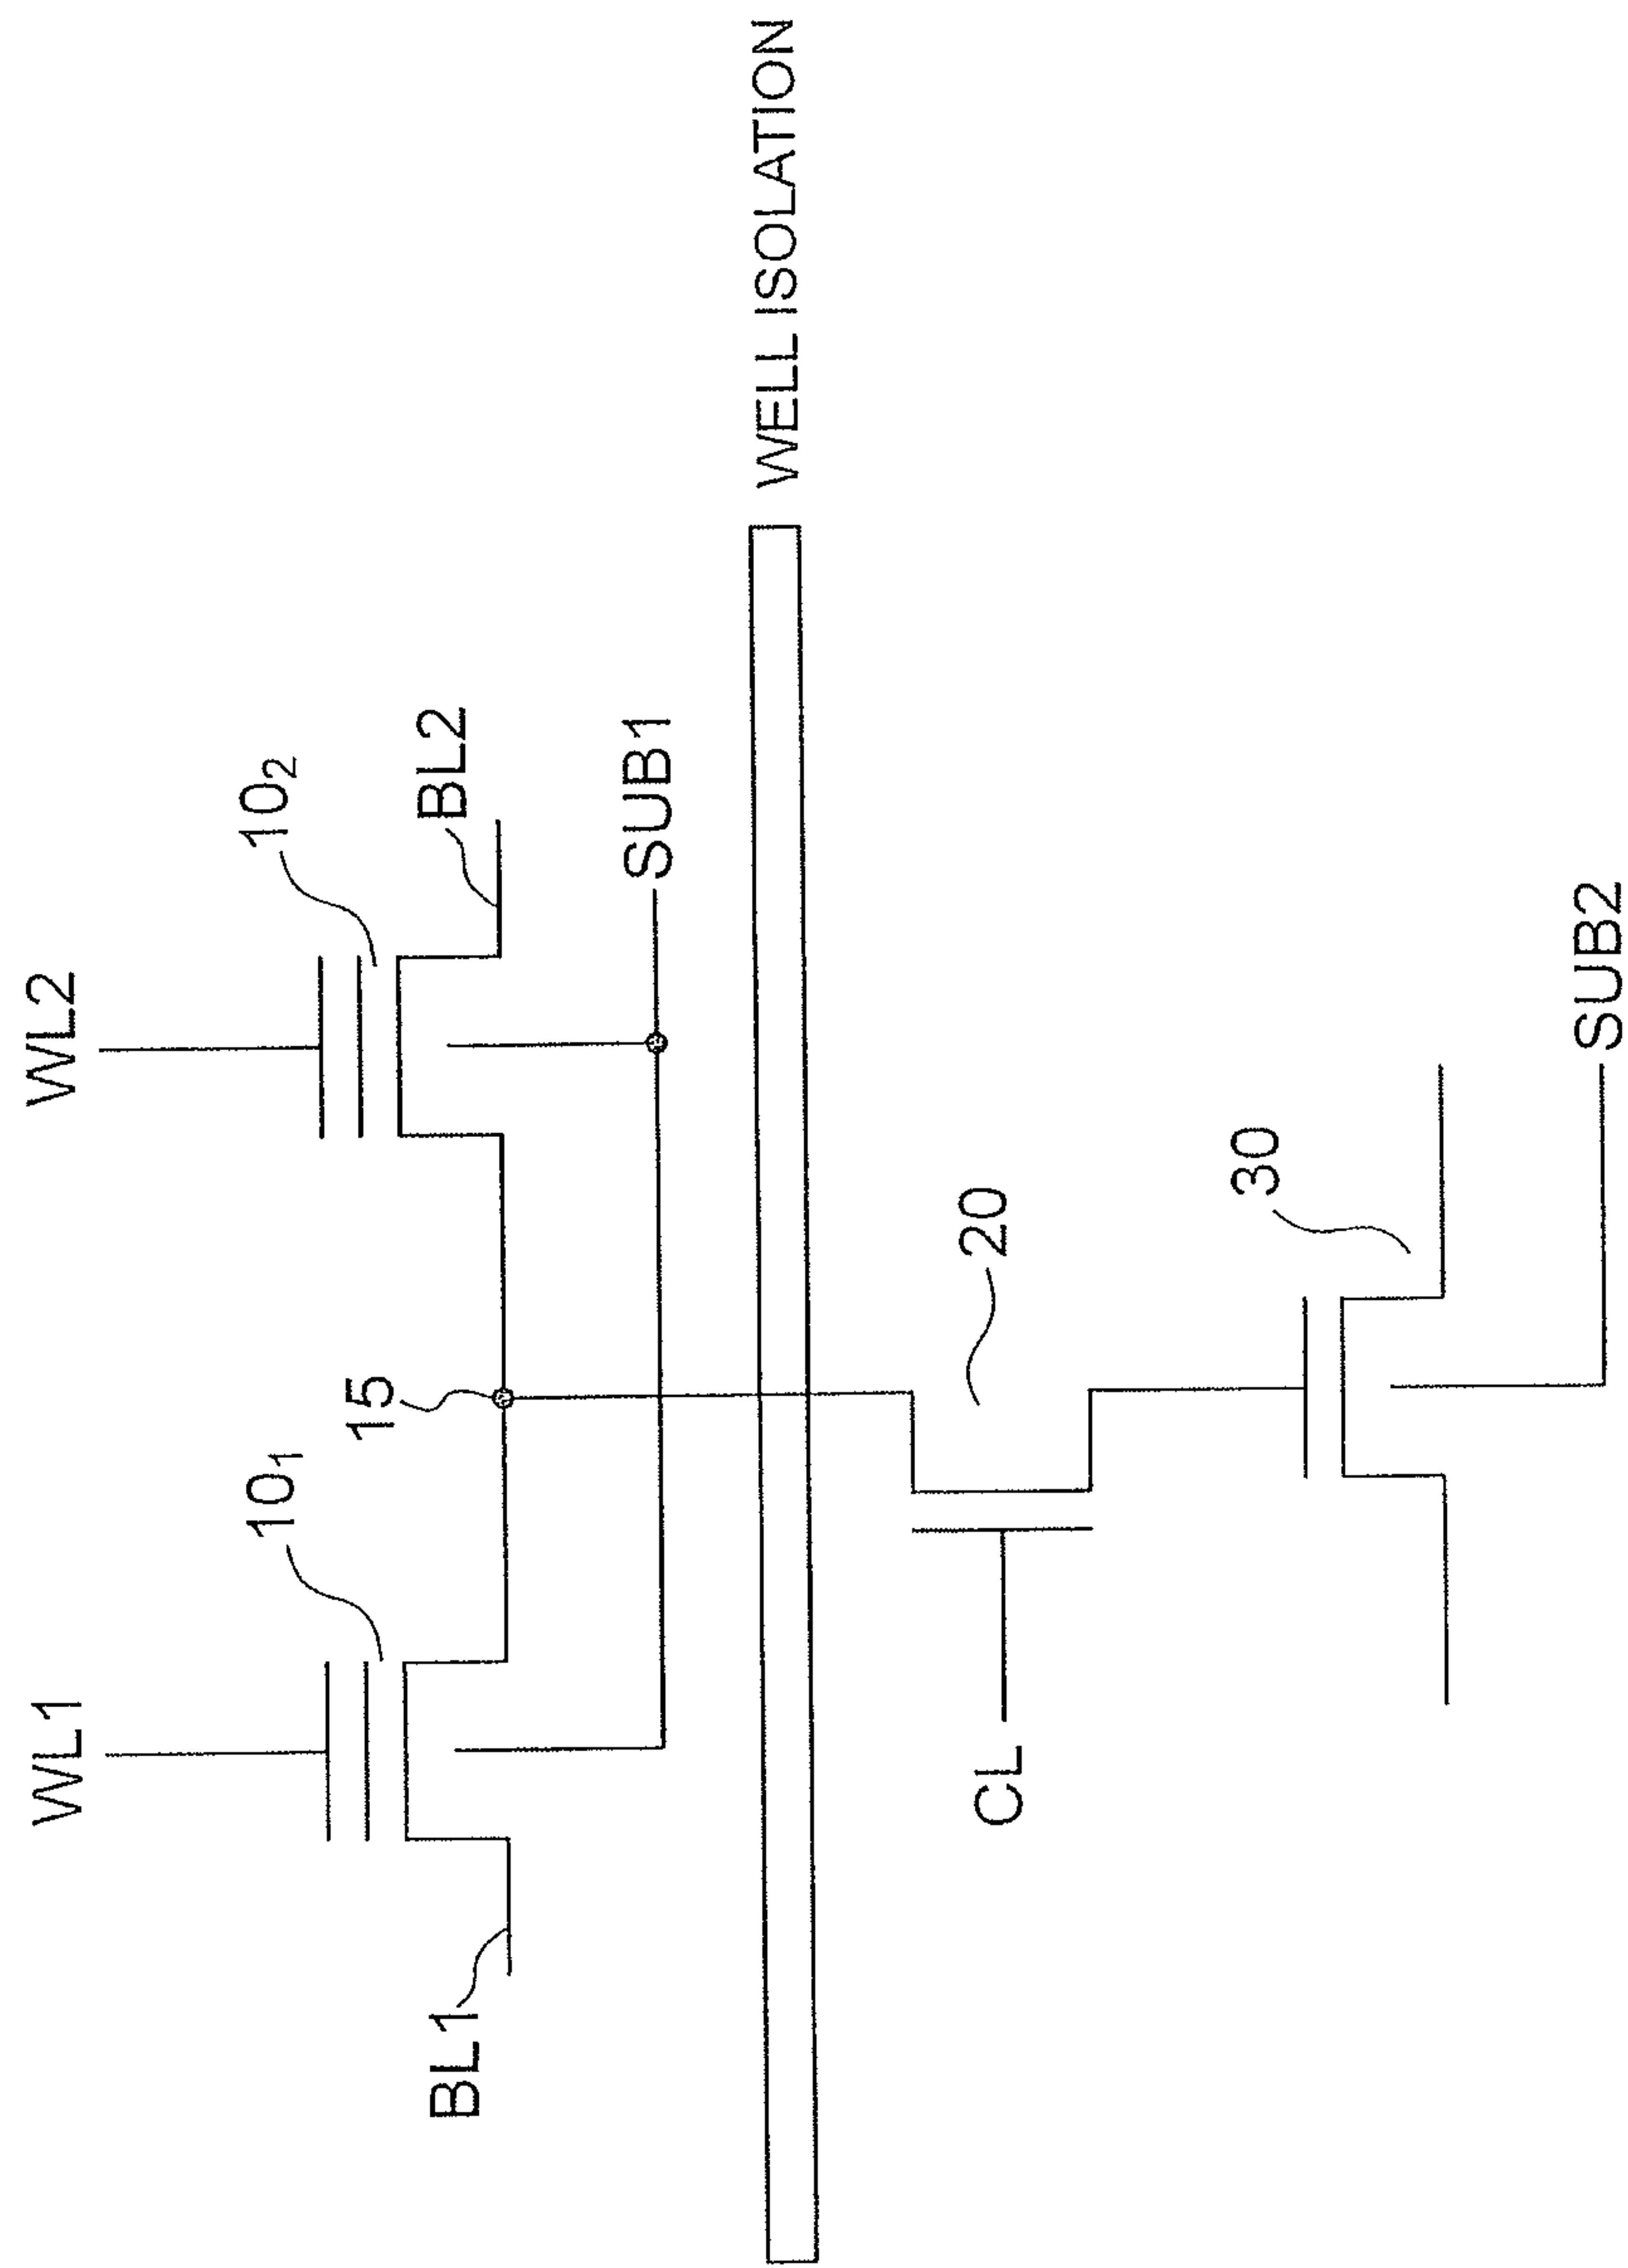 WL1
WL2
10₁
10₂
15
BL1
BL2
SUB1
WELL ISOLATION
CL
20
30
SUB2